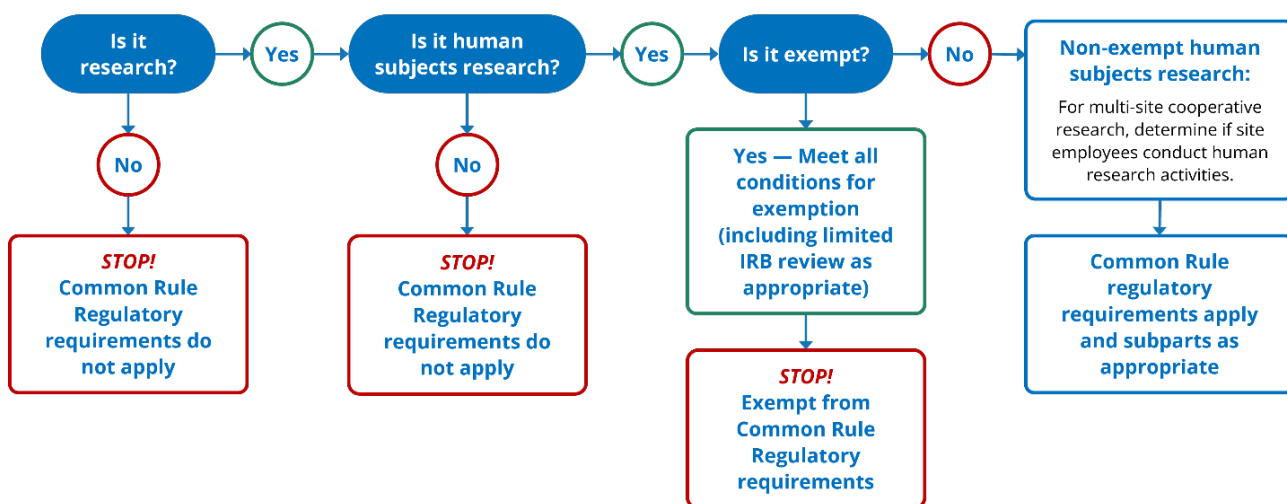 Is it
research?
Yes
Is it human
subjects research?
Yes
Is it exempt?
No
Non-exempt human
subjects research:
For multi-site cooperative
research, determine if site
employees conduct human
research activities.
No
STOP!
Common Rule
Regulatory
requirements do
not apply
No
STOP!
Common Rule
Regulatory
requirements do
not apply
Yes — Meet all
conditions for
exemption
(including limited
IRB review as
appropriate)
STOP!
Exempt from
Common Rule
Regulatory
requirements
Common Rule
regulatory
requirements apply
and subparts as
appropriate